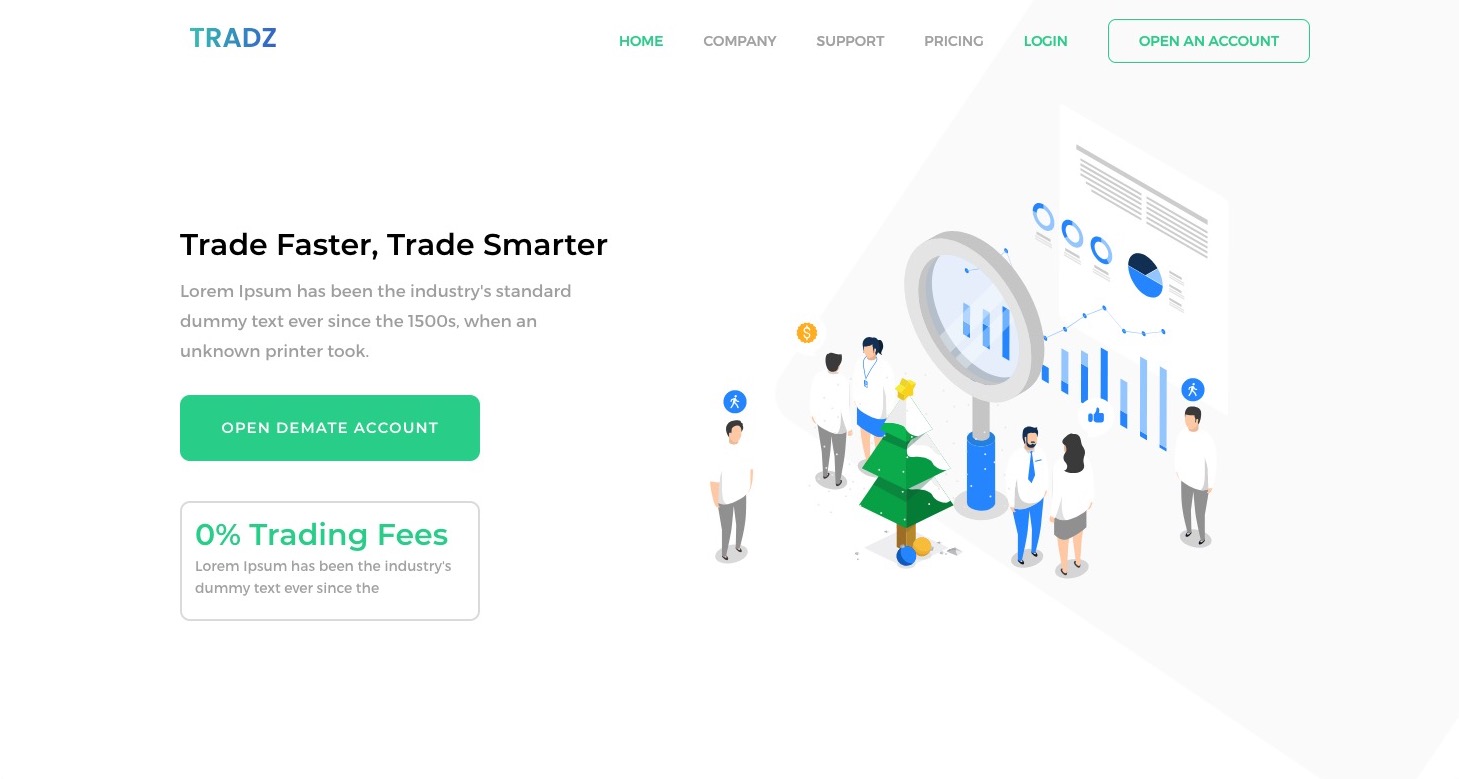 TRADZ
HOME
COMPANY
SUPPORT
PRICING
LOGIN
OPEN AN ACCOUNT
Trade Faster, Trade Smarter
Lorem Ipsum has been the industry's standard
dummy text ever since the 1500s, when an
unknown printer took.
OPEN DEMATE ACCOUNT
0% Trading Fees
Lorem Ipsum has been the industry's
dummy text ever since the
$